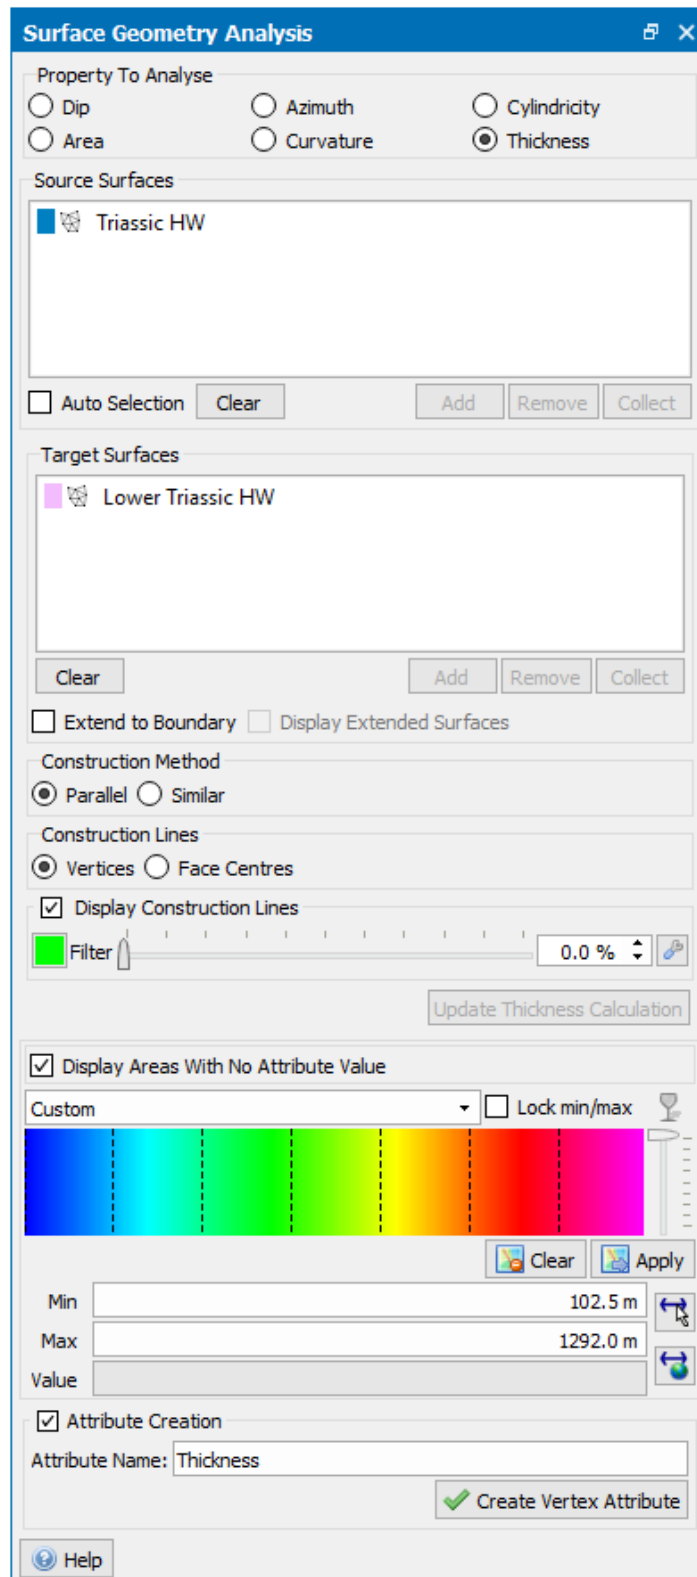 Surface Geometry Analysis
Property To Analyse
Dip Azimuth Cylindricity
Area Curvature Thickness
Source Surfaces
Triassic HW
Auto Selection Clear Add Remove Collect
Target Surfaces
Lower Triassic HW
Clear Add Remove Collect
Extend to Boundary Display Extended Surfaces
Construction Method
Parallel Similar
Construction Lines
Vertices Face Centres
Display Construction Lines
Filter 0.0 %
Update Thickness Calculation
Display Areas With No Attribute Value
Custom Lock min/max
Clear Apply
Min 102.5 m
Max 1292.0 m
Value
Attribute Creation
Attribute Name: Thickness
Create Vertex Attribute
Help